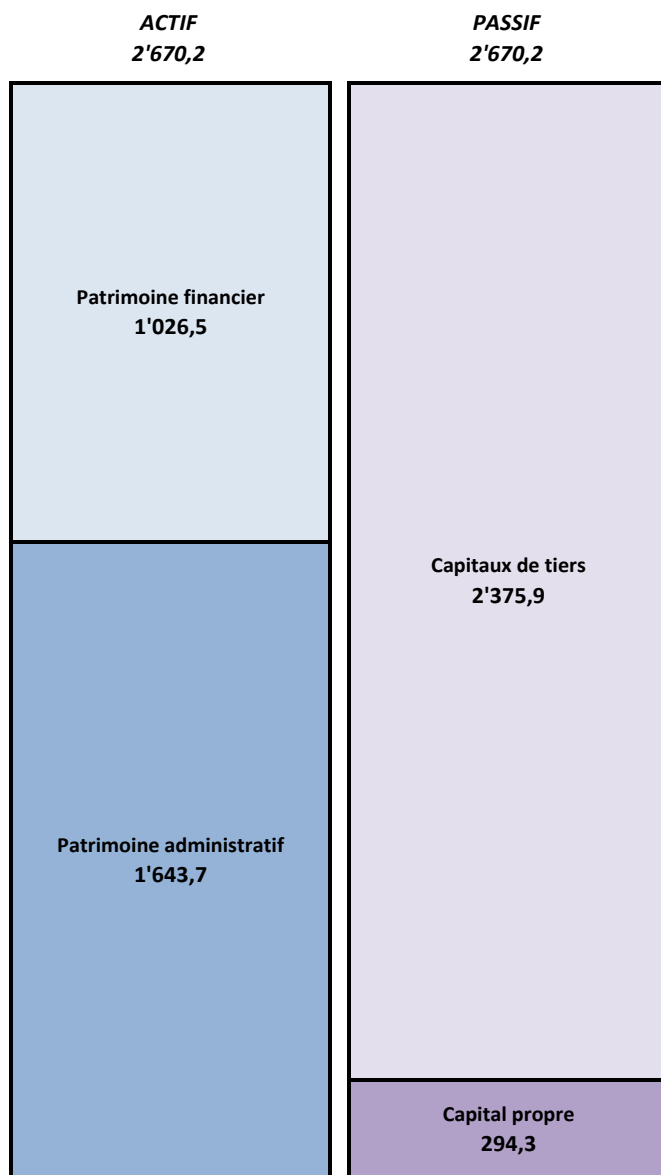 ACTIF
2'670,2
PASSIF
2'670,2
Patrimoine financier
1'026,5
Patrimoine administratif
1'643,7
Capitaux de tiers
2'375,9
Capital propre
294,3